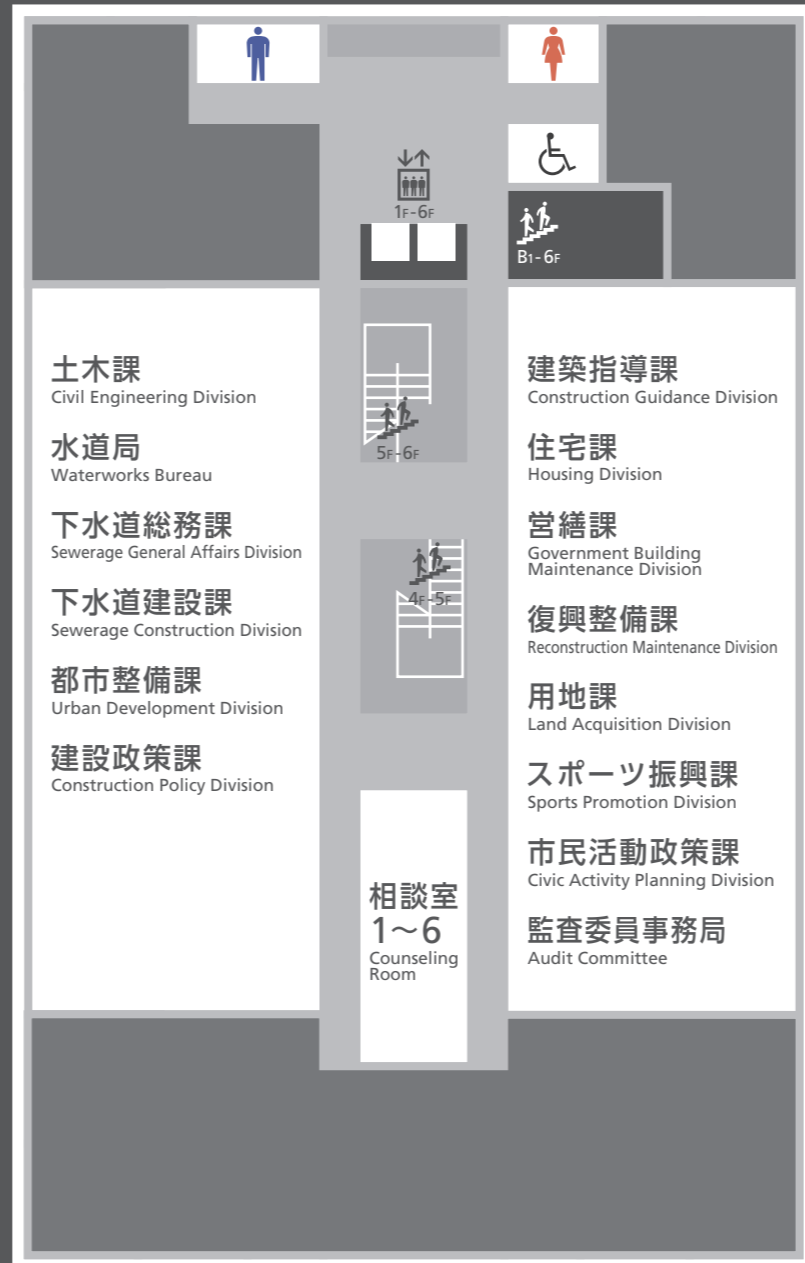 1F-6F
B1-6F
土木課
Civil Engineering Division
水道局
Waterworks Bureau
下水道総務課
Sewerage General Affairs Division
下水道建設課
Sewerage Construction Division
都市整備課
Urban Development Division
建設政策課
Construction Policy Division
5F-6F
4F-5F
相談室
1〜6
Counseling
Room
建築指導課
Construction Guidance Division
住宅課
Housing Division
営繕課
Government Building
Maintenance Division
復興整備課
Reconstruction Maintenance Division
用地課
Land Acquisition Division
スポーツ振興課
Sports Promotion Division
市民活動政策課
Civic Activity Planning Division
監査委員事務局
Audit Committee